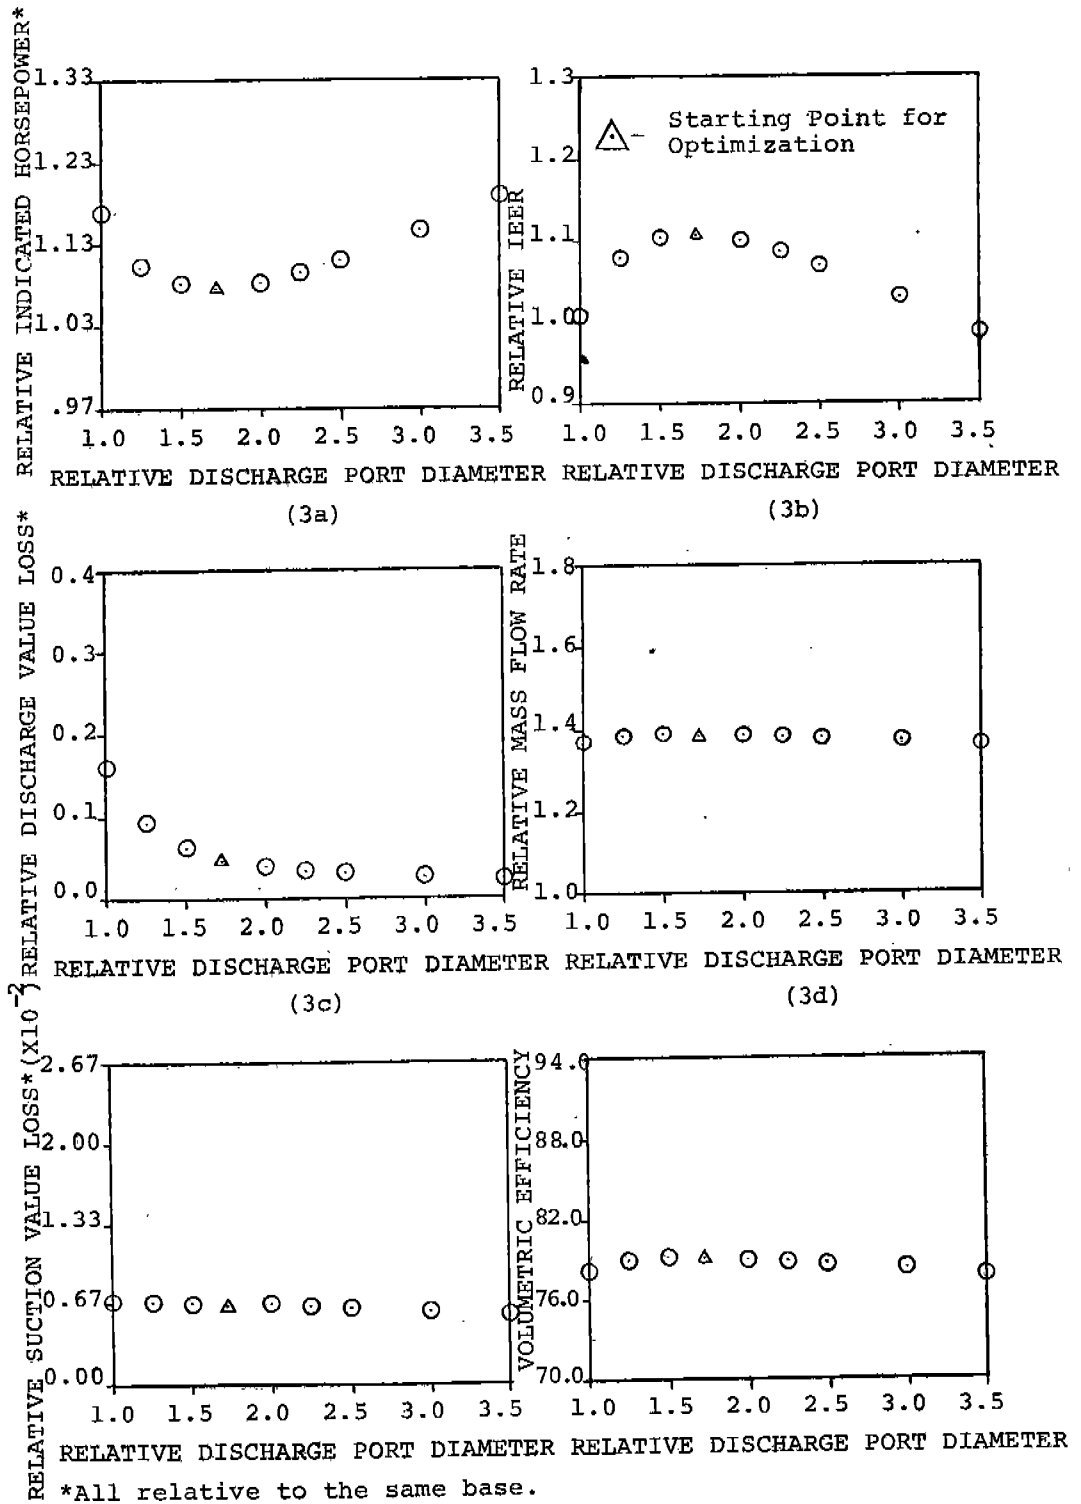 RELATIVE INDICATED HORSEPOWER*
1.33
1.23
1.13
1.03
.97
1.0 1.5 2.0 2.5 3.0 3.5
RELATIVE DISCHARGE PORT DIAMETER
(3a)
RELATIVE IEER
1.3
1.2
1.1
1.0
0.9
- Starting Point for
Optimization
1.0 1.5 2.0 2.5 3.0 3.5
RELATIVE DISCHARGE PORT DIAMETER
(3b)
RELATIVE DISCHARGE VALUE LOSS*
0.4
0.3
0.2
0.1
0.0
1.0 1.5 2.0 2.5 3.0 3.5
RELATIVE DISCHARGE PORT DIAMETER
(3c)
RELATIVE MASS FLOW RATE
1.8
1.6
1.4
1.2
1.0
1.0 1.5 2.0 2.5 3.0 3.5
RELATIVE DISCHARGE PORT DIAMETER
(3d)
RELATIVE SUCTION VALUE LOSS*(X10⁻²)
2.67
2.00
1.33
0.67
0.00
1.0 1.5 2.0 2.5 3.0 3.5
RELATIVE DISCHARGE PORT DIAMETER
VOLUMETRIC EFFICIENCY
94.0
88.0
82.0
76.0
70.0
1.0 1.5 2.0 2.5 3.0 3.5
RELATIVE DISCHARGE PORT DIAMETER
*All relative to the same base.